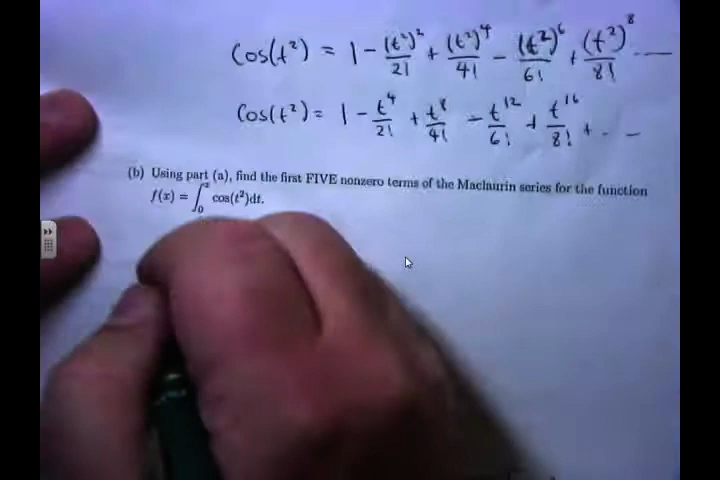 Cos(t²) = 1 - (t²)²/2! + (t²)⁴/4! - (t²)⁶/6! + (t²)⁸/8! ----
Cos(t²) = 1 - t⁴/2! + t⁸/4! - t¹²/6! + t¹⁶/8! + . - -
(b) Using part (a), find the first FIVE nonzero terms of the Maclaurin series for the function
f(x) = ∫₀ˣ cos(t²)dt.